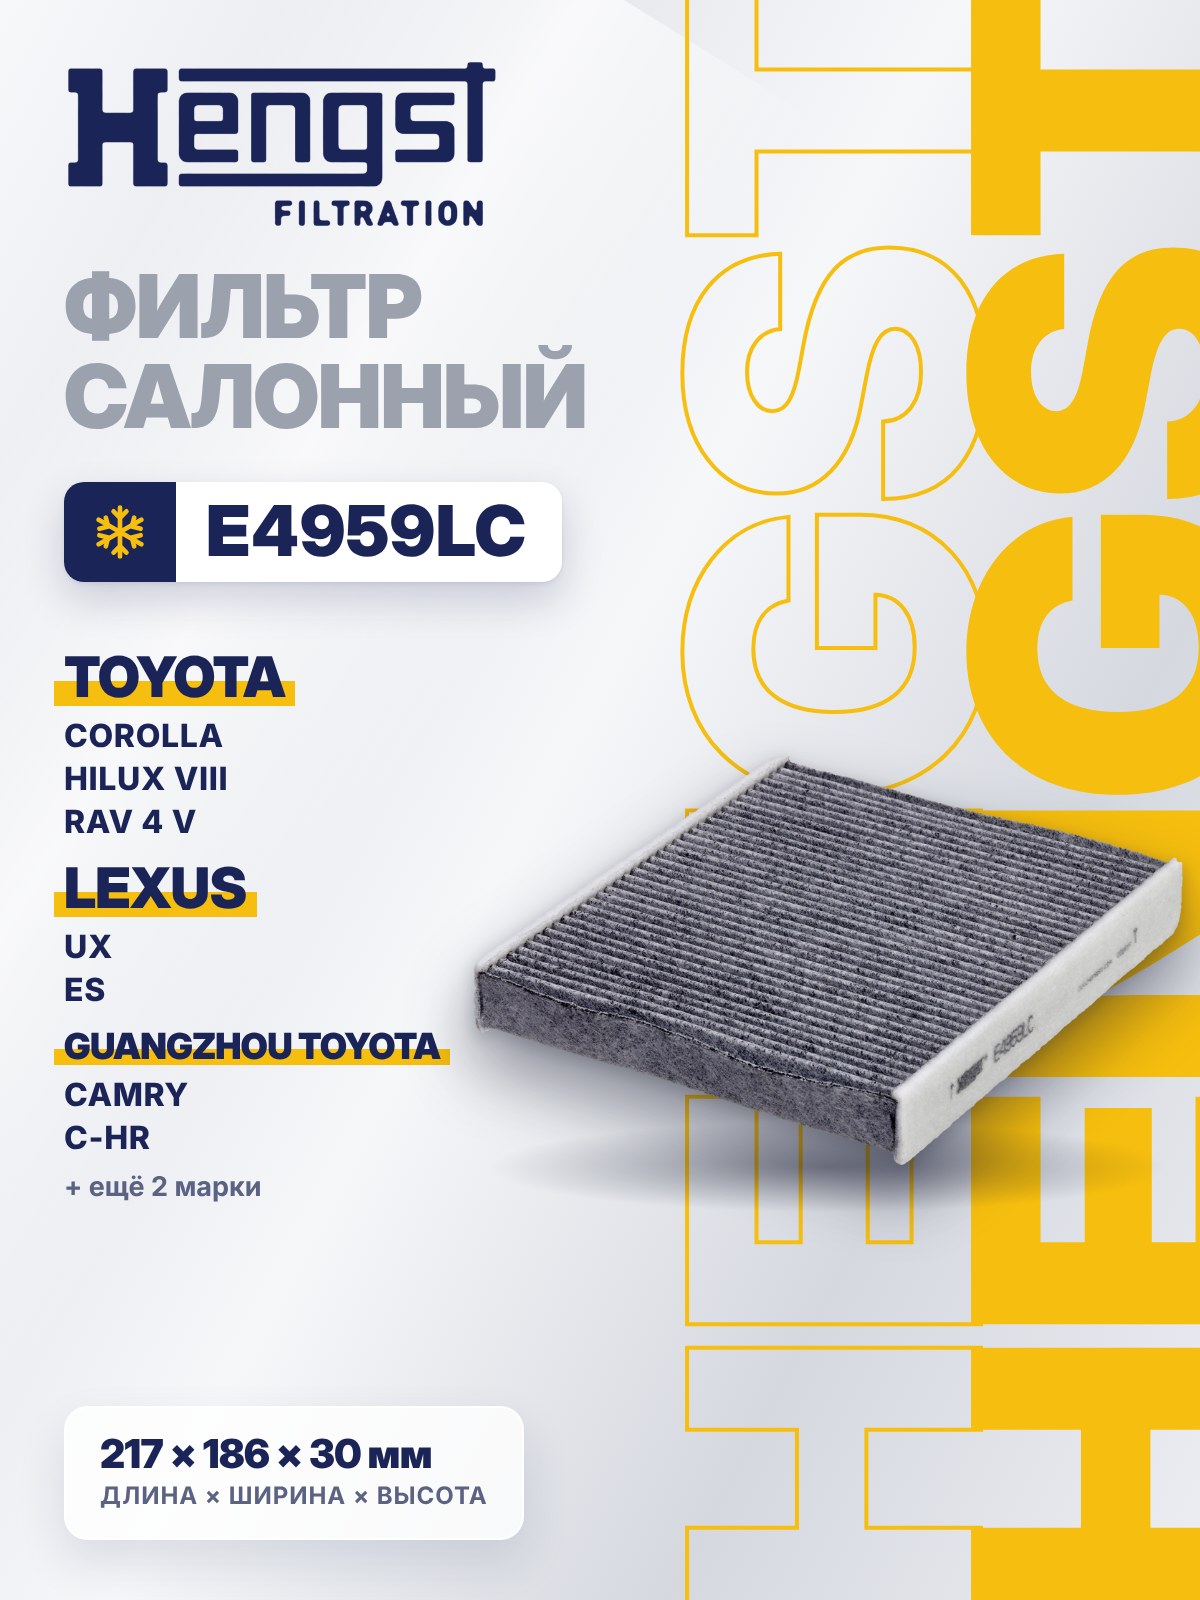 Hengst
FILTRATION
ФИЛЬТР
САЛОННЫЙ
E4959LC
TOYOTA
COROLLA
HILUX VIII
RAV 4 V
LEXUS
UX
ES
GUANGZHOU TOYOTA
CAMRY
C-HR
+ ещё 2 марки
217 × 186 × 30 мм
ДЛИНА × ШИРИНА × ВЫСОТА
HENGST
HENGST
E4959LC